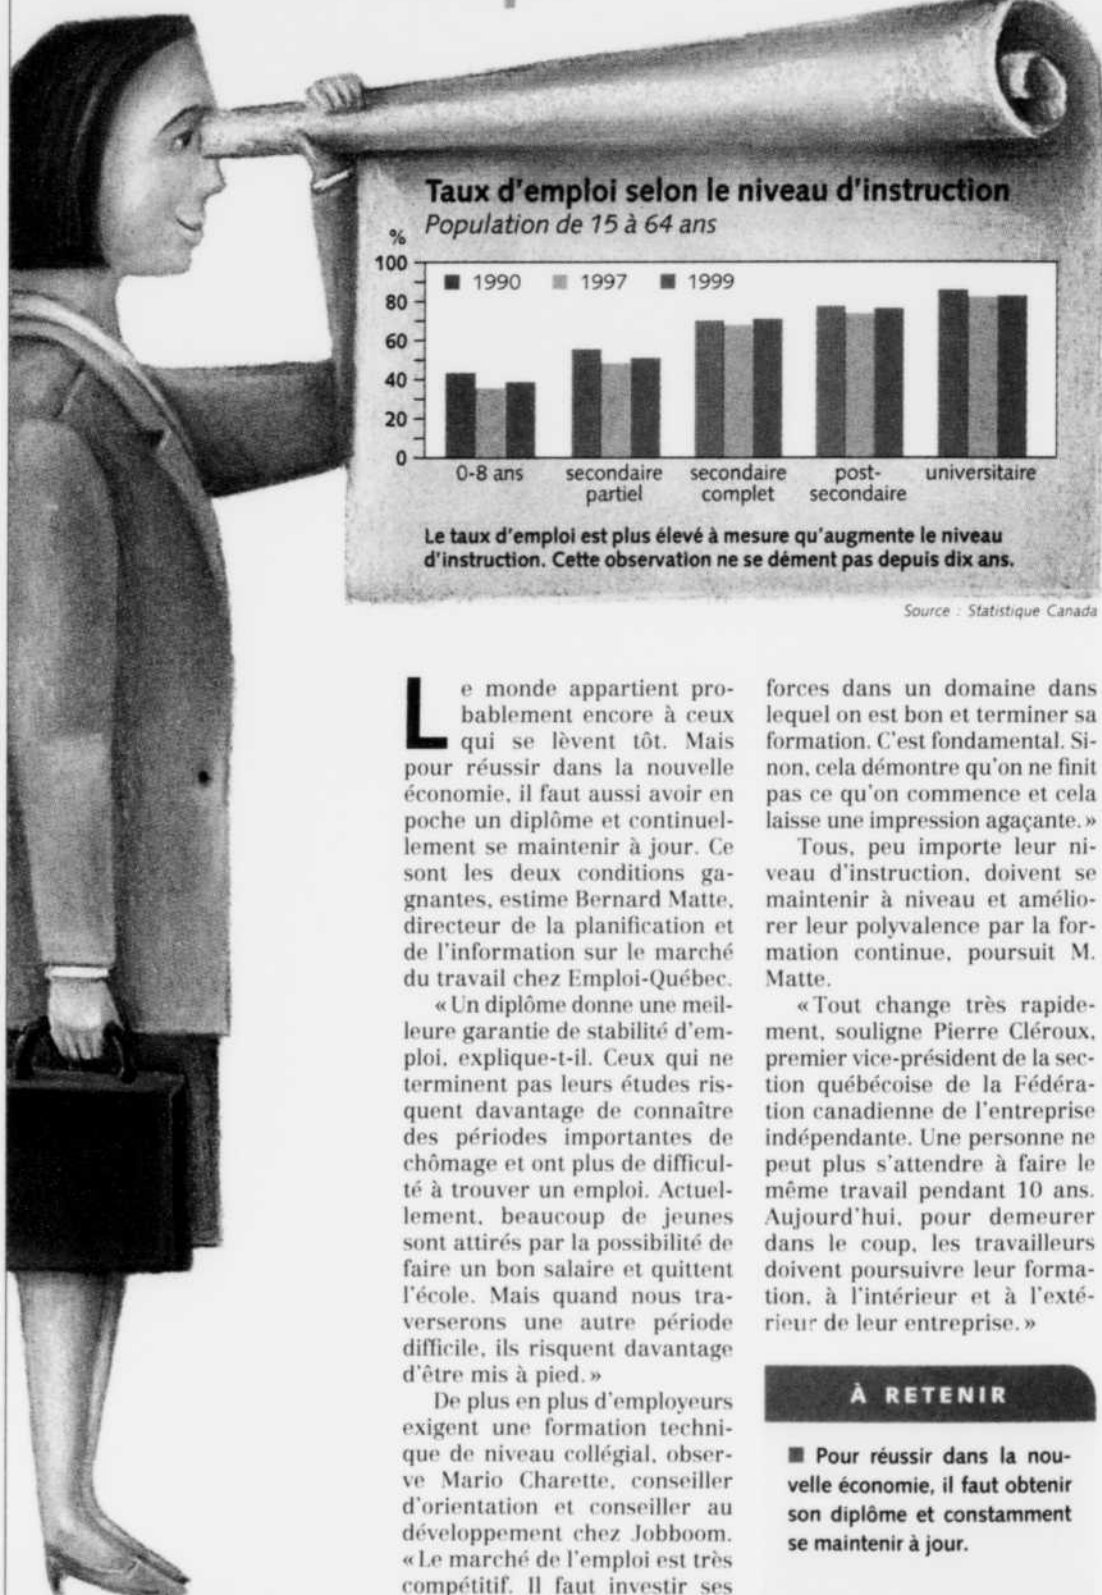 Taux d'emploi selon le niveau d'instruction
Population de 15 à 64 ans
%
100
80
60
40
20
0
1990 1997 1999
0-8 ans secondaire partiel secondaire complet post-secondaire universitaire
Le taux d'emploi est plus élevé à mesure qu'augmente le niveau
d'instruction. Cette observation ne se dément pas depuis dix ans.
Source : Statistique Canada
Le monde appartient pro-
bablement encore à ceux
qui se lèvent tôt. Mais
pour réussir dans la nouvelle
économie, il faut aussi avoir en
poche un diplôme et continuel-
lement se maintenir à jour. Ce
sont les deux conditions ga-
gnantes, estime Bernard Matte,
directeur de la planification et
de l'information sur le marché
du travail chez Emploi-Québec.
« Un diplôme donne une meil-
leure garantie de stabilité d'em-
ploi, explique-t-il. Ceux qui ne
terminent pas leurs études ris-
quent davantage de connaître
des périodes importantes de
chômage et ont plus de difficul-
té à trouver un emploi. Actuel-
lement, beaucoup de jeunes
sont attirés par la possibilité de
faire un bon salaire et quittent
l'école. Mais quand nous tra-
verserons une autre période
difficile, ils risquent davantage
d'être mis à pied. »
De plus en plus d'employeurs
exigent une formation techni-
que de niveau collégial, obser-
ve Mario Charette, conseiller
d'orientation et conseiller au
développement chez Jobboom.
« Le marché de l'emploi est très
compétitif. Il faut investir ses
forces dans un domaine dans
lequel on est bon et terminer sa
formation. C'est fondamental. Si-
non, cela démontre qu'on ne finit
pas ce qu'on commence et cela
laisse une impression agaçante. »
Tous, peu importe leur ni-
veau d'instruction, doivent se
maintenir à niveau et amélio-
rer leur polyvalence par la for-
mation continue, poursuit M.
Matte.
« Tout change très rapide-
ment, souligne Pierre Cléroux,
premier vice-président de la sec-
tion québécoise de la Fédéra-
tion canadienne de l'entreprise
indépendante. Une personne ne
peut plus s'attendre à faire le
même travail pendant 10 ans.
Aujourd'hui, pour demeurer
dans le coup, les travailleurs
doivent poursuivre leur forma-
tion, à l'intérieur et à l'exté-
rieur de leur entreprise. »
À RETENIR
■ Pour réussir dans la nou-
velle économie, il faut obtenir
son diplôme et constamment
se maintenir à jour.